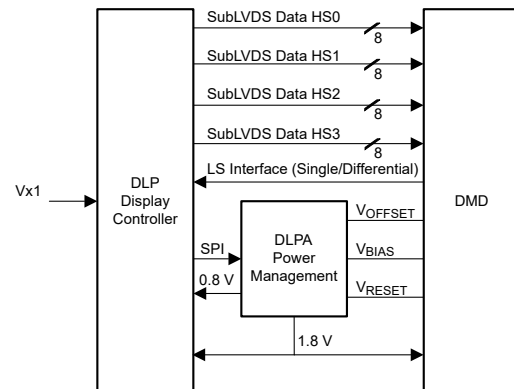 SubLVDS Data HS0
8
SubLVDS Data HS1
8
SubLVDS Data HS2
8
SubLVDS Data HS3
8
LS Interface (Single/Differential)
Vx1
DLP
Display
Controller
DMD
SPI
0.8 V
DLPA
Power
Management
VOFFSET
VBIAS
VRESET
1.8 V